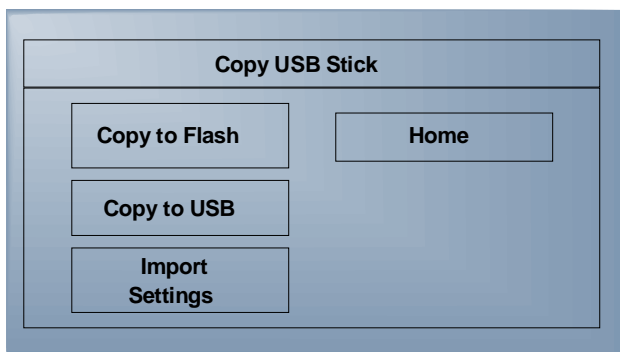 Copy USB Stick
Copy to Flash
Home
Copy to USB
Import
Settings